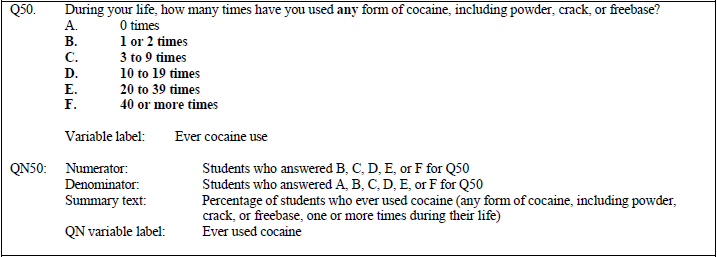 Q50. During your life, how many times have you used any form of cocaine, including powder, crack, or freebase?
A. 0 times
B. 1 or 2 times
C. 3 to 9 times
D. 10 to 19 times
E. 20 to 39 times
F. 40 or more times
Variable label: Ever cocaine use
QN50: Numerator: Students who answered B, C, D, E, or F for Q50
Denominator: Students who answered A, B, C, D, E, or F for Q50
Summary text: Percentage of students who ever used cocaine (any form of cocaine, including powder,
crack, or freebase, one or more times during their life)
QN variable label: Ever used cocaine